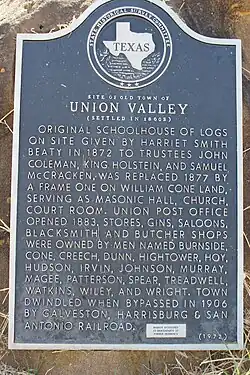 STATE HISTORICAL SURVEY COMMITTEE
TEXAS
SITE OF OLD TOWN OF
UNION VALLEY
(SETTLED IN 1860S)
ORIGINAL SCHOOLHOUSE OF LOGS
ON SITE GIVEN BY HARRIET SMITH
BEATY IN 1872 TO TRUSTEES JOHN
COLEMAN, KING HOLSTEIN, AND SAMUEL
McCRACKEN, WAS REPLACED 1877 BY
A FRAME ONE ON WILLIAM CONE LAND,
SERVING AS MASONIC HALL, CHURCH,
COURT ROOM. UNION POST OFFICE
OPENED 1883. STORES, GINS, SALOONS,
BLACKSMITH AND BUTCHER SHOPS
WERE OWNED BY MEN NAMED BURNSIDE,
CONE, CREECH, DUNN, HIGHTOWER, HOY,
HUDSON, IRVIN, JOHNSON, MURRAY,
MAGEE, PATTERSON, SPEAR, TREADWELL,
WATKINS, WILEY, AND WRIGHT. TOWN
DWINDLED WHEN BYPASSED IN 1906
BY GALVESTON, HARRISBURG & SAN
ANTONIO RAILROAD.
(1972)